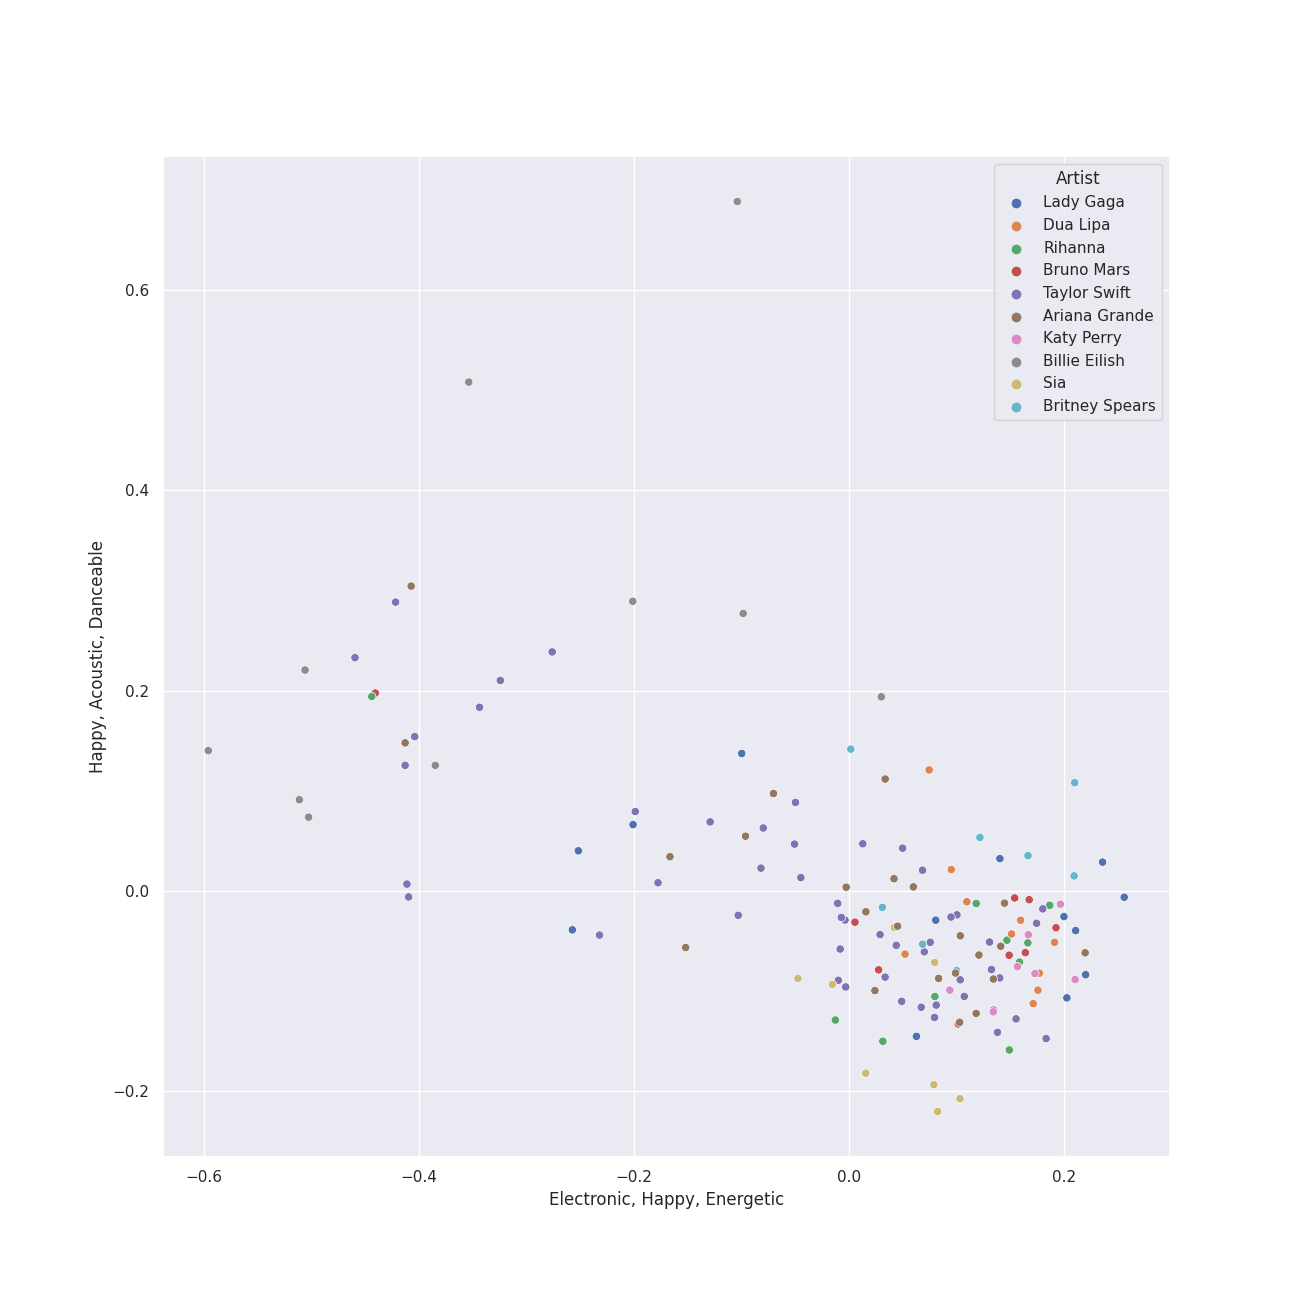 Artist
Lady Gaga
Dua Lipa
Rihanna
Bruno Mars
Taylor Swift
Ariana Grande
Katy Perry
Billie Eilish
Sia
Britney Spears
0.6
0.4
0.2
0.0
−0.2
Happy, Acoustic, Danceable
−0.6
−0.4
−0.2
0.0
0.2
Electronic, Happy, Energetic